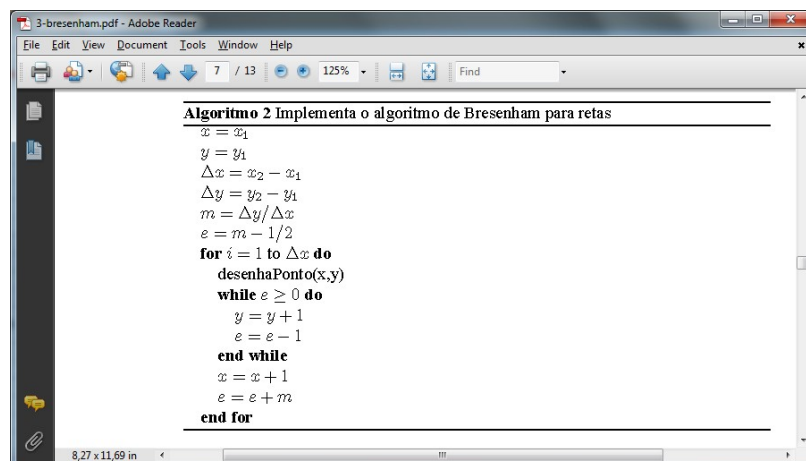 3-bresenham.pdf - Adobe Reader
File Edit View Document Tools Window Help
7 / 13 125% Find
Algoritmo 2 Implementa o algoritmo de Bresenham para retas
x = x₁
y = y₁
Δx = x₂ − x₁
Δy = y₂ − y₁
m = Δy/Δx
e = m − 1/2
for i = 1 to Δx do
desenhaPonto(x,y)
while e ≥ 0 do
y = y + 1
e = e − 1
end while
x = x + 1
e = e + m
end for
8,27 x 11,69 in